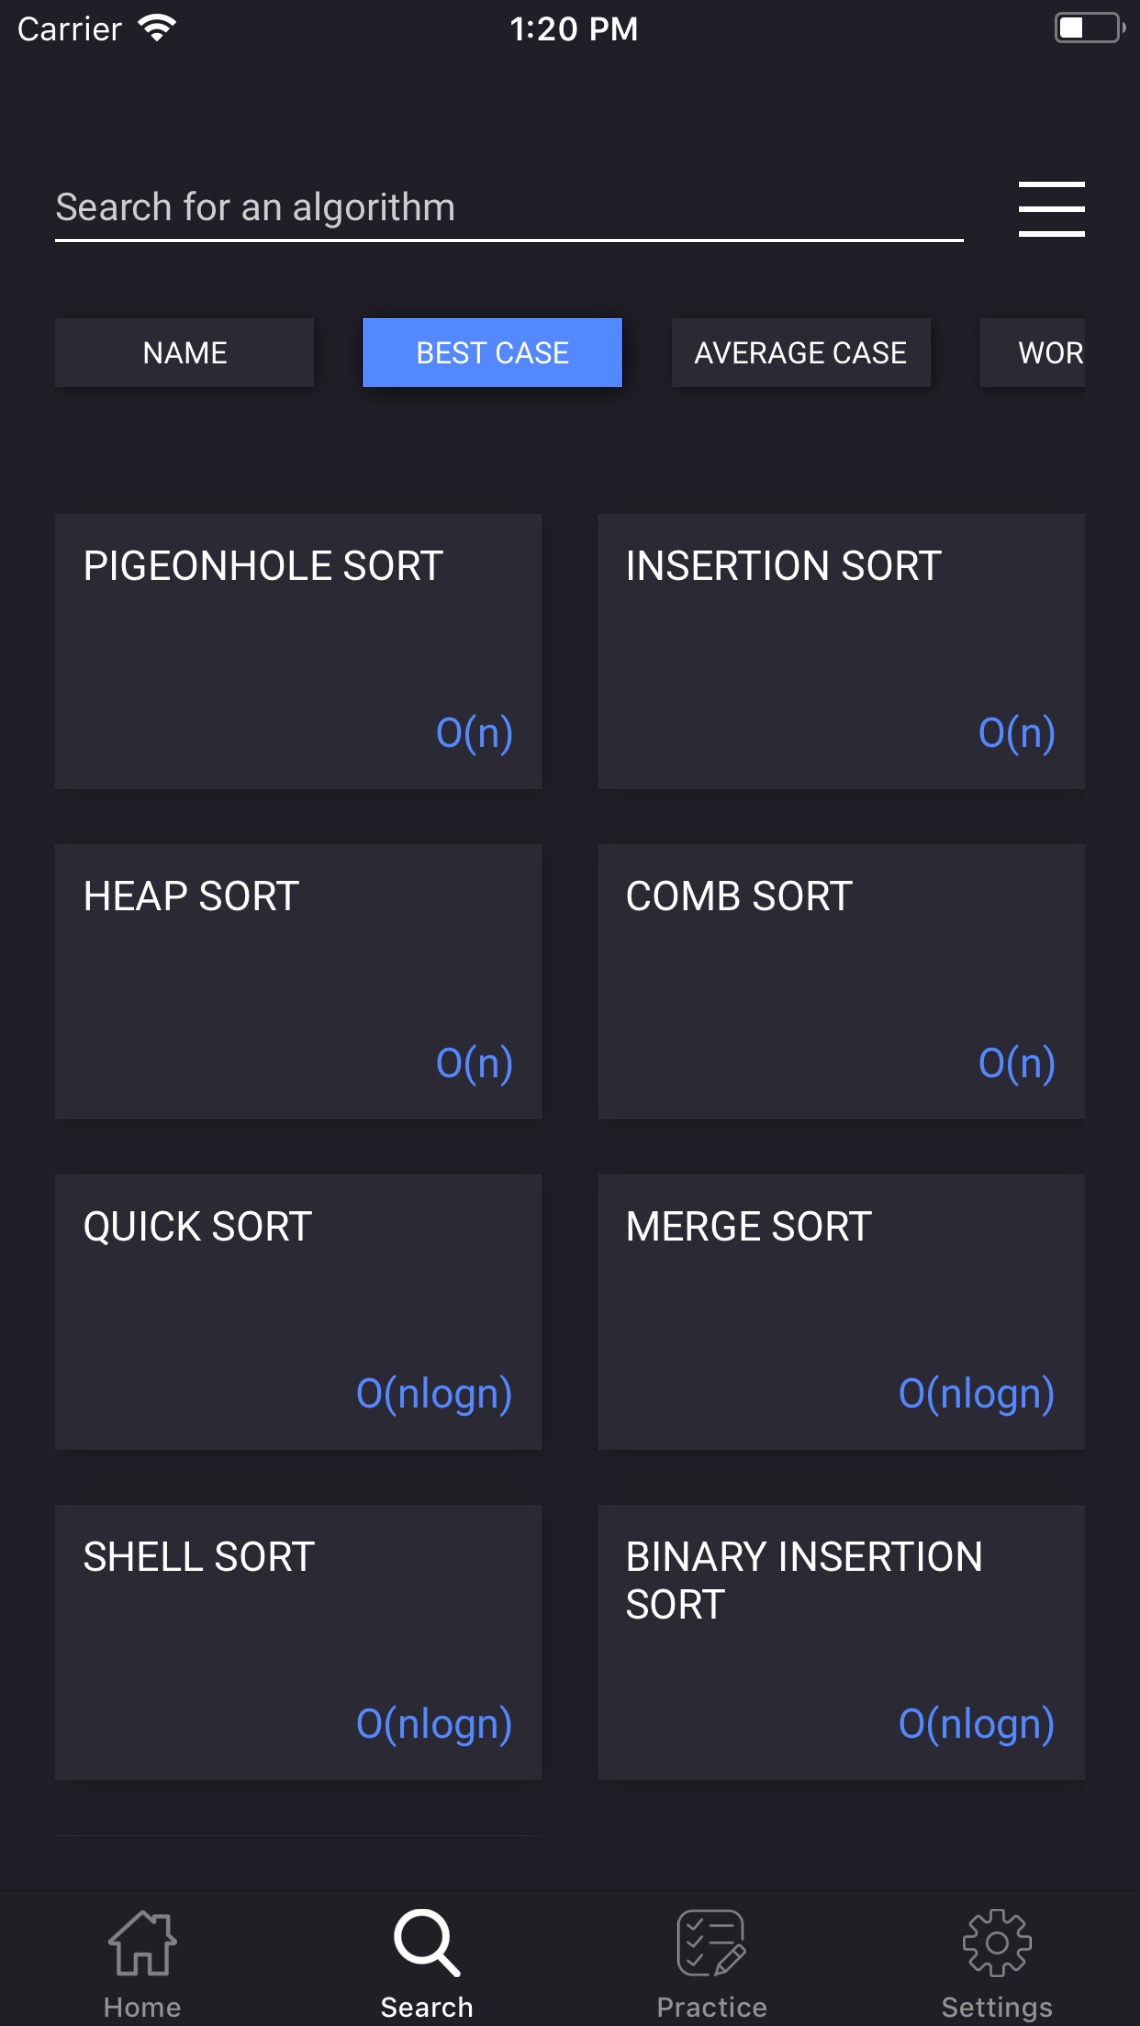 Carrier 1:20 PM
Search for an algorithm
NAME BEST CASE AVERAGE CASE WOR
PIGEONHOLE SORT INSERTION SORT
O(n) O(n)
HEAP SORT COMB SORT
O(n) O(n)
QUICK SORT MERGE SORT
O(nlogn) O(nlogn)
SHELL SORT BINARY INSERTION
SORT
O(nlogn) O(nlogn)
Home Search Practice Settings